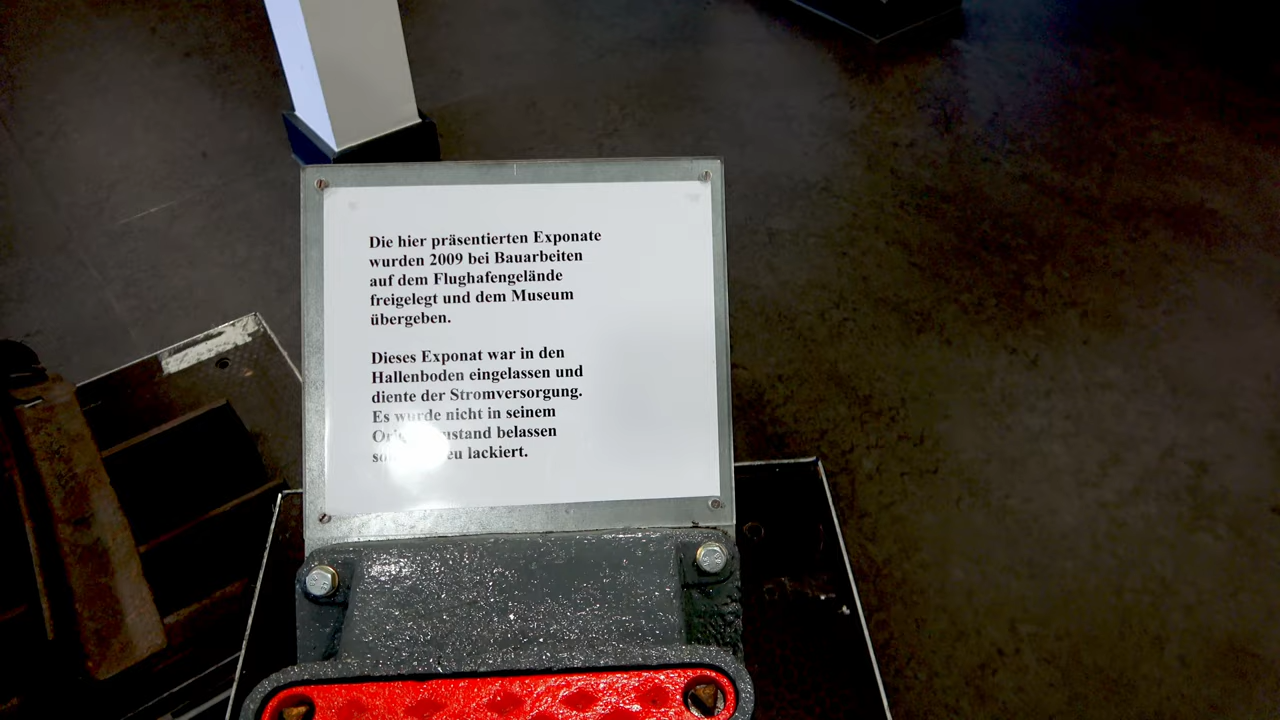 Die hier präsentierten Exponate
wurden 2009 bei Bauarbeiten
auf dem Flughafengelände
freigelegt und dem Museum
übergeben.
Dieses Exponat war in den
Hallenboden eingelassen und
diente der Stromversorgung.
Es wurde nicht in seinem
belassen
lackiert.